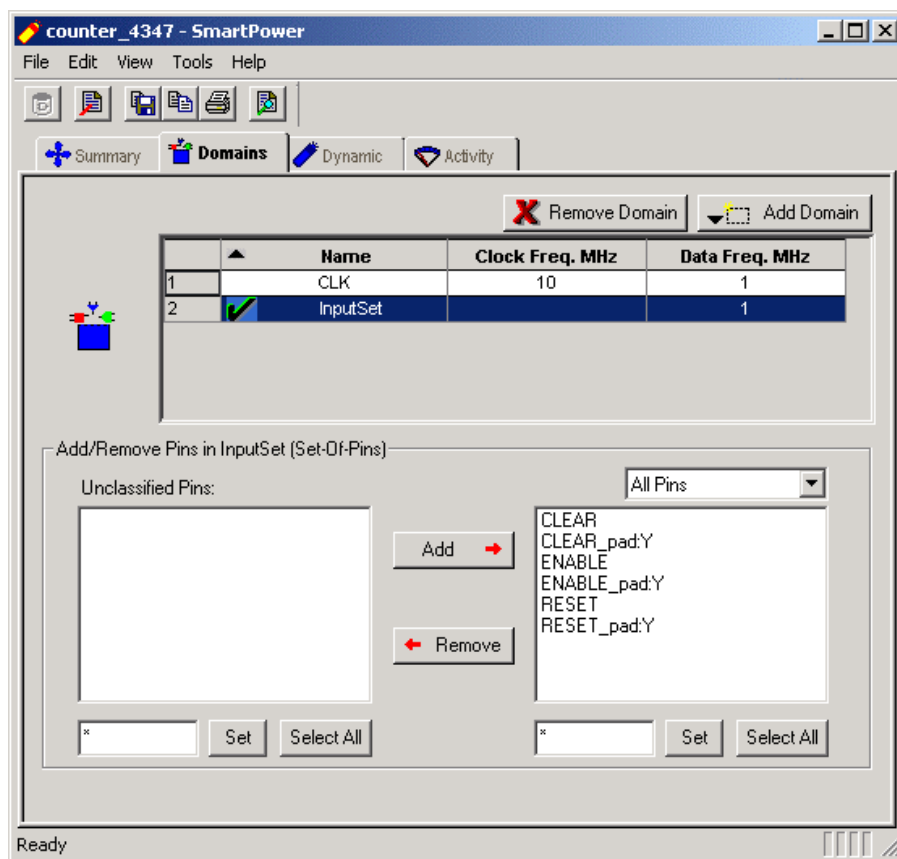 counter_4347 - SmartPower
File Edit View Tools Help
Summary Domains Dynamic Activity
Remove Domain Add Domain
Name Clock Freq. MHz Data Freq. MHz
1 CLK 10 1
2 InputSet 1
Add/Remove Pins in InputSet (Set-Of-Pins)
Unclassified Pins:
All Pins
CLEAR
CLEAR_pad:Y
ENABLE
ENABLE_pad:Y
RESET
RESET_pad:Y
Add
Remove
* Set Select All * Set Select All
Ready